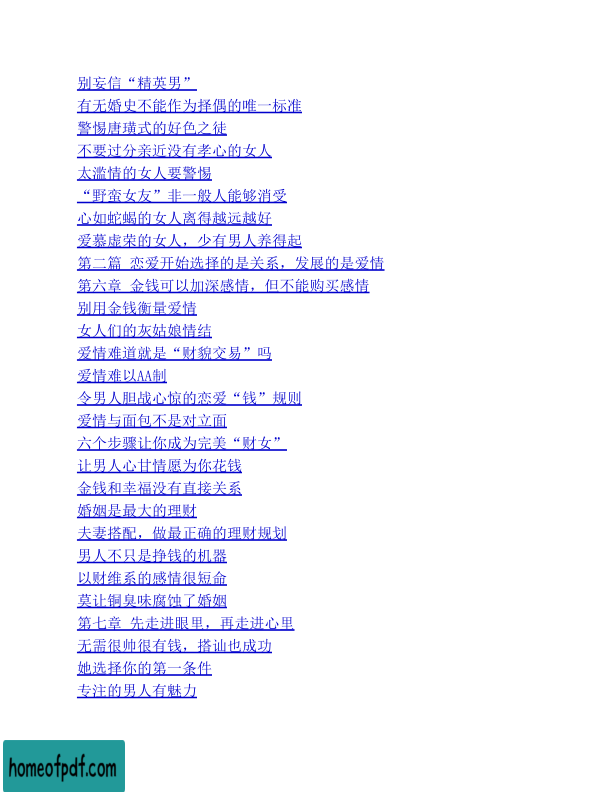 别妄信“精英男”
有无婚史不能作为择偶的唯一标准
警惕唐璜式的好色之徒
不要过分亲近没有孝心的女人
太滥情的女人要警惕
“野蛮女友”非一般人能够消受
心如蛇蝎的女人离得越远越好
爱慕虚荣的女人，少有男人养得起
第二篇 恋爱开始选择的是关系，发展的是爱情
第六章 金钱可以加深感情，但不能购买感情
别用金钱衡量爱情
女人们的灰姑娘情结
爱情难道就是“财貌交易”吗
爱情难以AA制
令男人胆战心惊的恋爱“钱”规则
爱情与面包不是对立面
六个步骤让你成为完美“财女”
让男人心甘情愿为你花钱
金钱和幸福没有直接关系
婚姻是最大的理财
夫妻搭配，做最正确的理财规划
男人不只是挣钱的机器
以财维系的感情很短命
莫让铜臭味腐蚀了婚姻
第七章 先走进眼里，再走进心里
无需很帅很有钱，搭讪也成功
她选择你的第一条件
专注的男人有魅力
homeofpdf.com